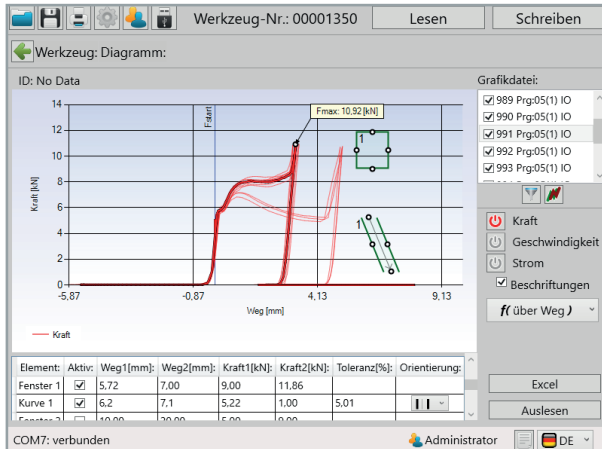 Werkzeug-Nr.: 00001350 Lesen Schreiben
Werkzeug: Diagramm:
ID: No Data Grafikdatei:
989 Prg:05(1) IO
990 Prg:05(1) IO
991 Prg:05(1) IO
992 Prg:05(1) IO
993 Prg:05(1) IO
Fmax: 10,92 [kN]
Fstart
14
12
10
8
6
4
2
0
Kraft [kN]
-5.87 -0.87 4,13 9,13
Weg [mm]
1
1
Kraft
Kraft
Geschwindigkeit
Strom
Beschriftungen
f( über Weg )
Element: Aktiv: Weg1[mm]: Weg2[mm]: Kraft1[kN]: Kraft2[kN]: Toleranz[%]: Orientierung:
Fenster 1 5,72 7,00 9,00 11,86
Kurve 1 6,2 7,1 5,22 1,00 5,01
Excel
Auslesen
COM7: verbunden Administrator DE